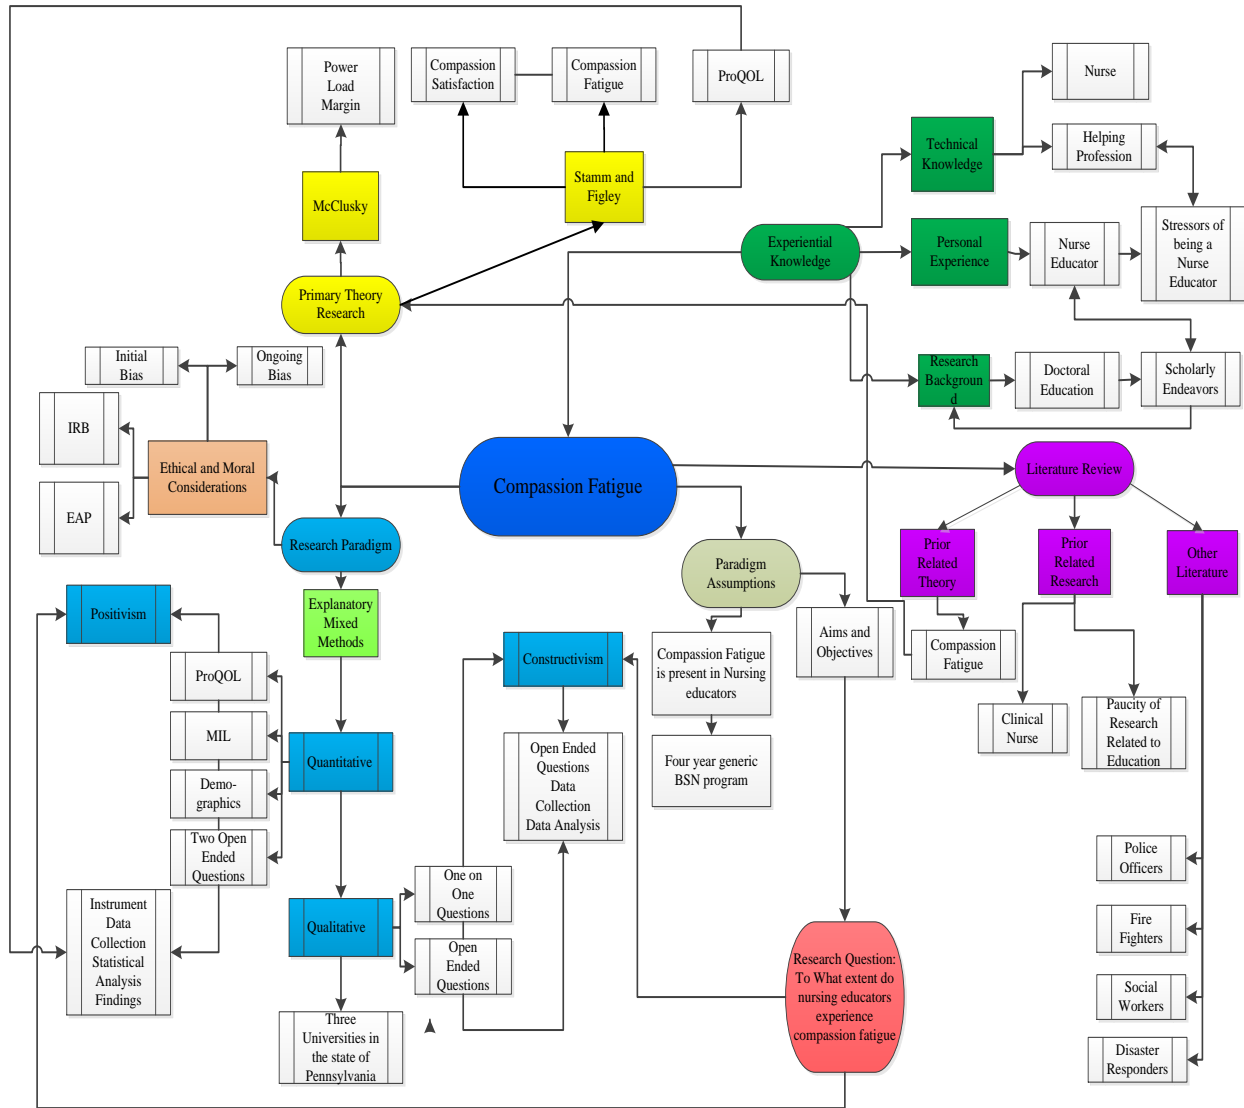 Power
Load
Margin
Compassion
Satisfaction
Compassion
Fatigue
ProQOL
Nurse
Technical
Knowledge
Helping
Profession
McClusky
Stamm and
Figley
Experiential
Knowledge
Personal
Experience
Nurse
Educator
Stressors of
being a
Nurse
Educator
Primary Theory
Research
Initial
Bias
Ongoing
Bias
Research
Backgroun
d
Doctoral
Education
Scholarly
Endeavors
IRB
Ethical and Moral
Considerations
EAP
Compassion Fatigue
Literature Review
Research Paradigm
Paradigm
Assumptions
Prior
Related
Theory
Prior
Related
Research
Other
Literature
Positivism
Explanatory
Mixed
Methods
Constructivism
Compassion Fatigue
is present in Nursing
educators
Aims and
Objectives
Compassion
Fatigue
ProQOL
MIL
Demo-
graphics
Two Open
Ended
Questions
Quantitative
Open Ended
Questions
Data
Collection
Data Analysis
Four year generic
BSN program
Clinical
Nurse
Paucity of
Research
Related to
Education
Instrument
Data
Collection
Statistical
Analysis
Findings
Qualitative
One on
One
Questions
Open
Ended
Questions
Research Question:
To What extent do
nursing educators
experience
compassion fatigue
Police
Officers
Fire
Fighters
Social
Workers
Disaster
Responders
Three
Universities in
the state of
Pennsylvania